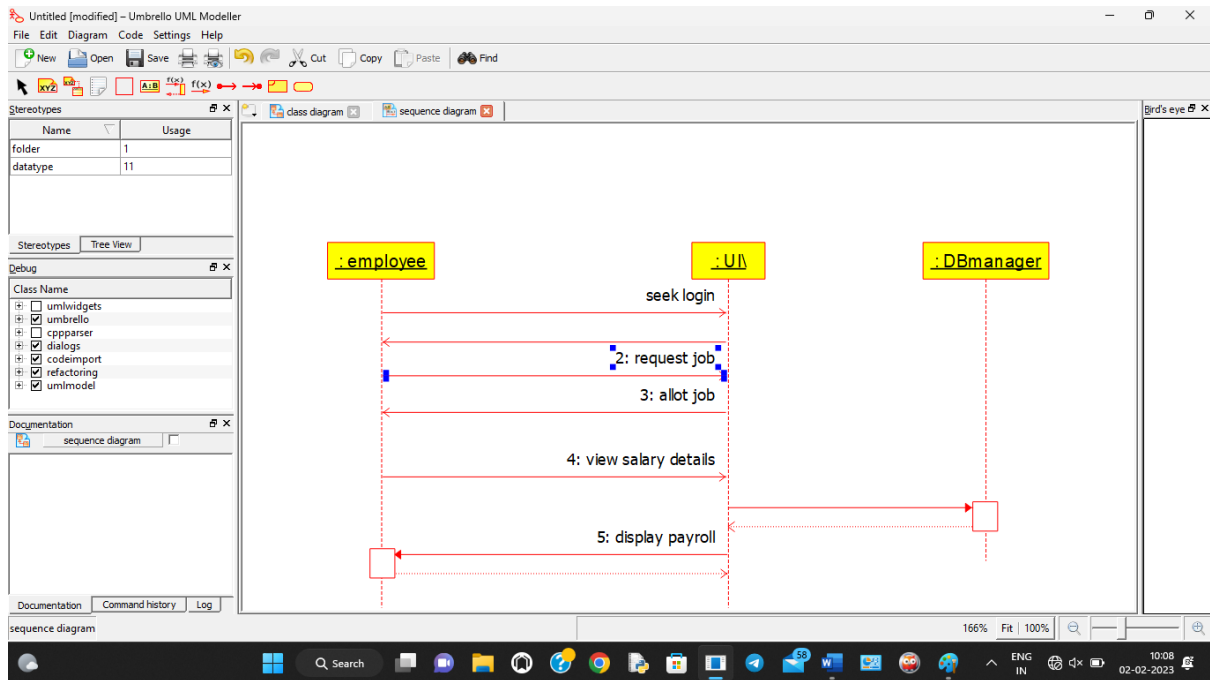 Untitled [modified] – Umbrello UML Modeller
File Edit Diagram Code Settings Help
New Open Save Cut Copy Paste Find
XYZ A:B f(x) f(x)
Stereotypes
class diagram sequence diagram
Bird's eye
Name Usage
folder 1
datatype 11
Stereotypes Tree View
Debug
Class Name
umlwidgets
umbrello
cppparser
dialogs
codeimport
refactoring
umlmodel
Documentation
sequence diagram
Documentation Command history Log
: employee : UI\ : DBmanager
seek login
2: request job
3: allot job
4: view salary details
5: display payroll
sequence diagram
166% Fit 100%
Search
58
ENG
IN
10:08
02-02-2023